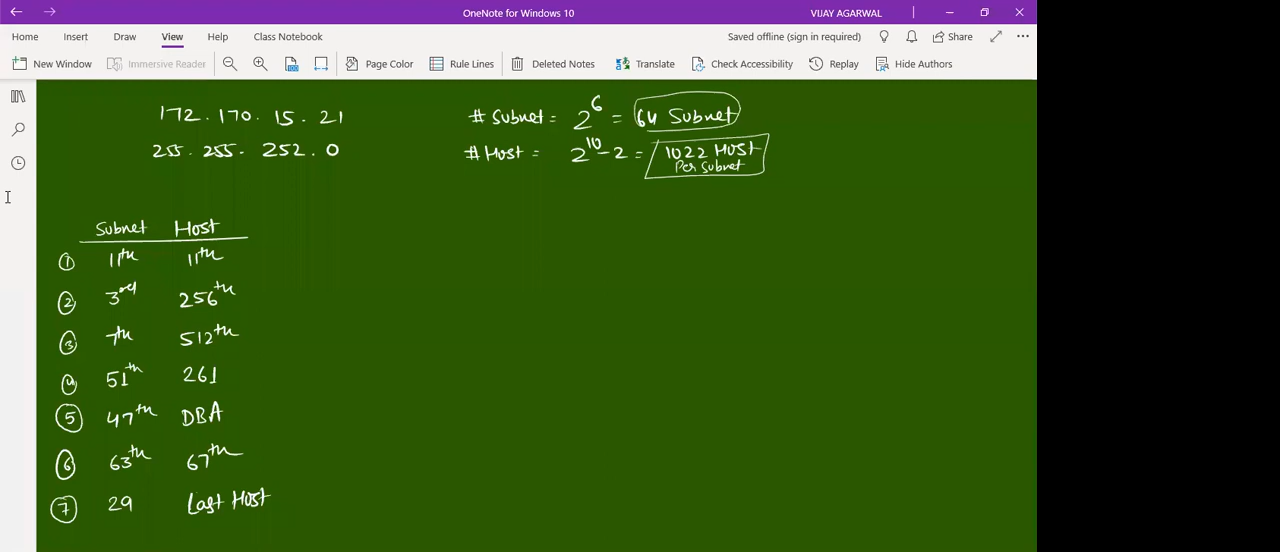 OneNote for Windows 10
VIJAY AGARWAL
Home Insert Draw View Help Class Notebook
Saved offline (sign in required) Share
New Window Immersive Reader Page Color Rule Lines Deleted Notes Translate Check Accessibility Replay Hide Authors
172.170.15.21
255.255.252.0
# Subnet = 2^6 = 64 Subnet
# Host = 2^10-2 = 1022 Host
Per Subnet
Subnet Host
1 11th 11th
2 3rd 256th
3 7th 512th
4 51th 261
5 47th DBA
6 63th 67th
7 29 Last Host